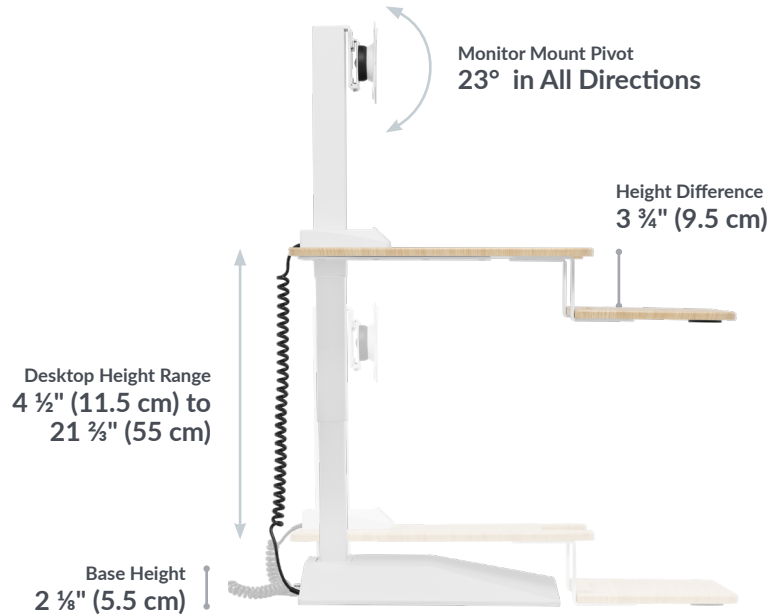 Monitor Mount Pivot
23° in All Directions
Height Difference
3 ¾" (9.5 cm)
Desktop Height Range
4 ½" (11.5 cm) to
21 ⅔" (55 cm)
Base Height
2 ⅛" (5.5 cm)